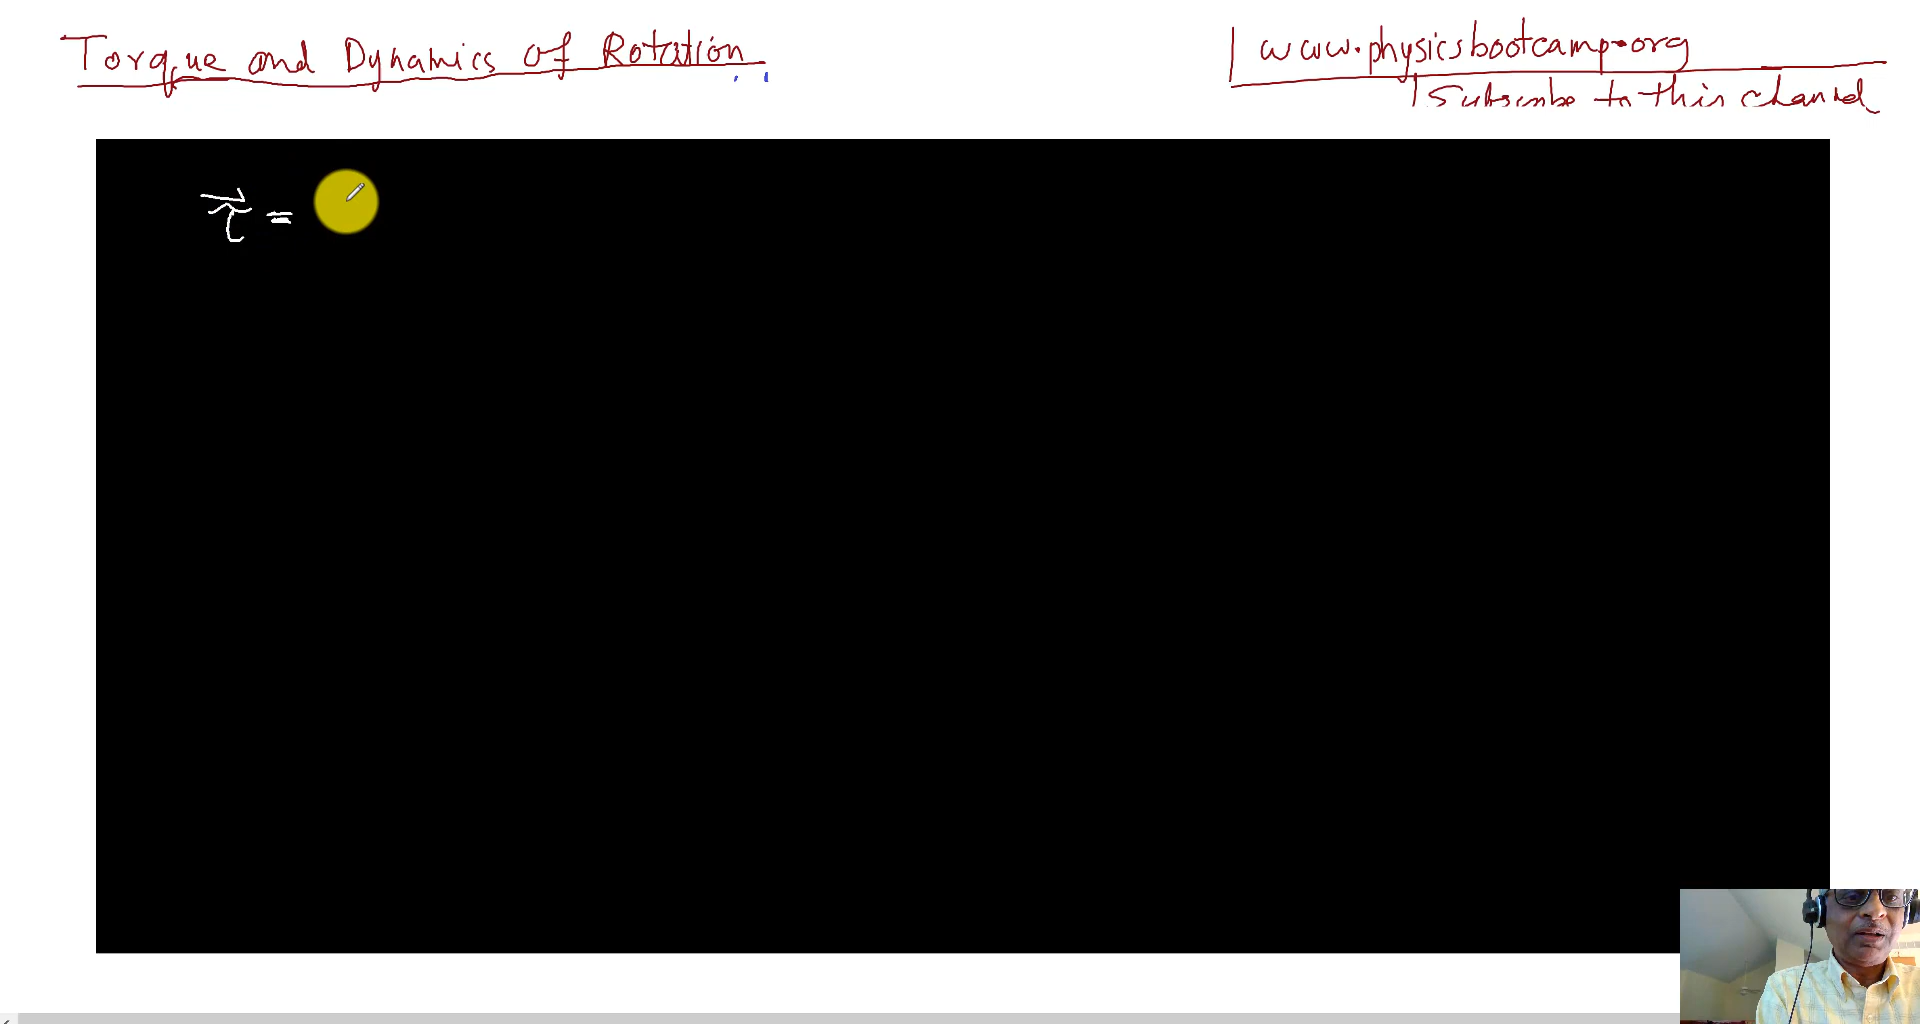 Torque and Dynamics of Rotation
www.physicsbootcamp.org
Subscribe to this channel
τ⃗ =